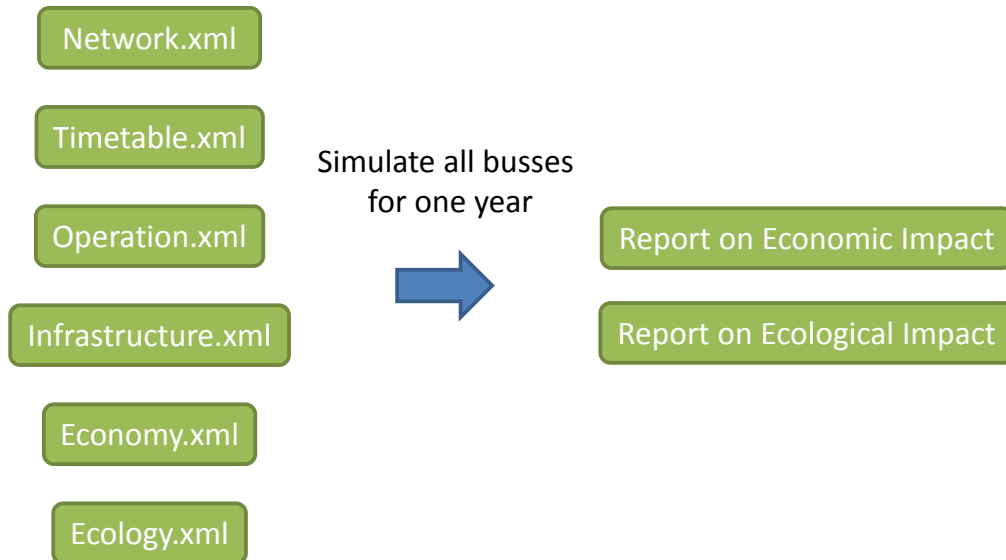 Network.xml
Timetable.xml
Operation.xml
Infrastructure.xml
Economy.xml
Ecology.xml
Simulate all busses
for one year
Report on Economic Impact
Report on Ecological Impact